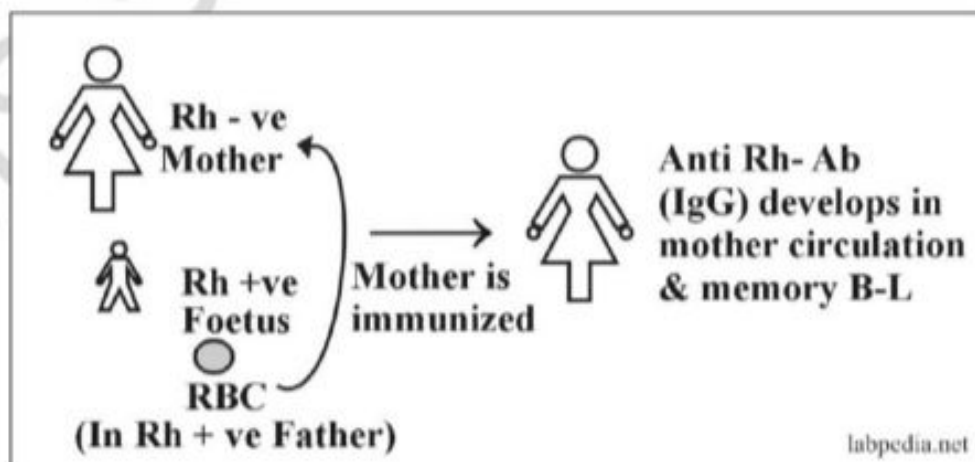 Rh - ve
Mother
Rh +ve
Foetus
RBC
(In Rh + ve Father)
Mother is
immunized
Anti Rh- Ab
(IgG) develops in
mother circulation
& memory B-L
labpedia.net